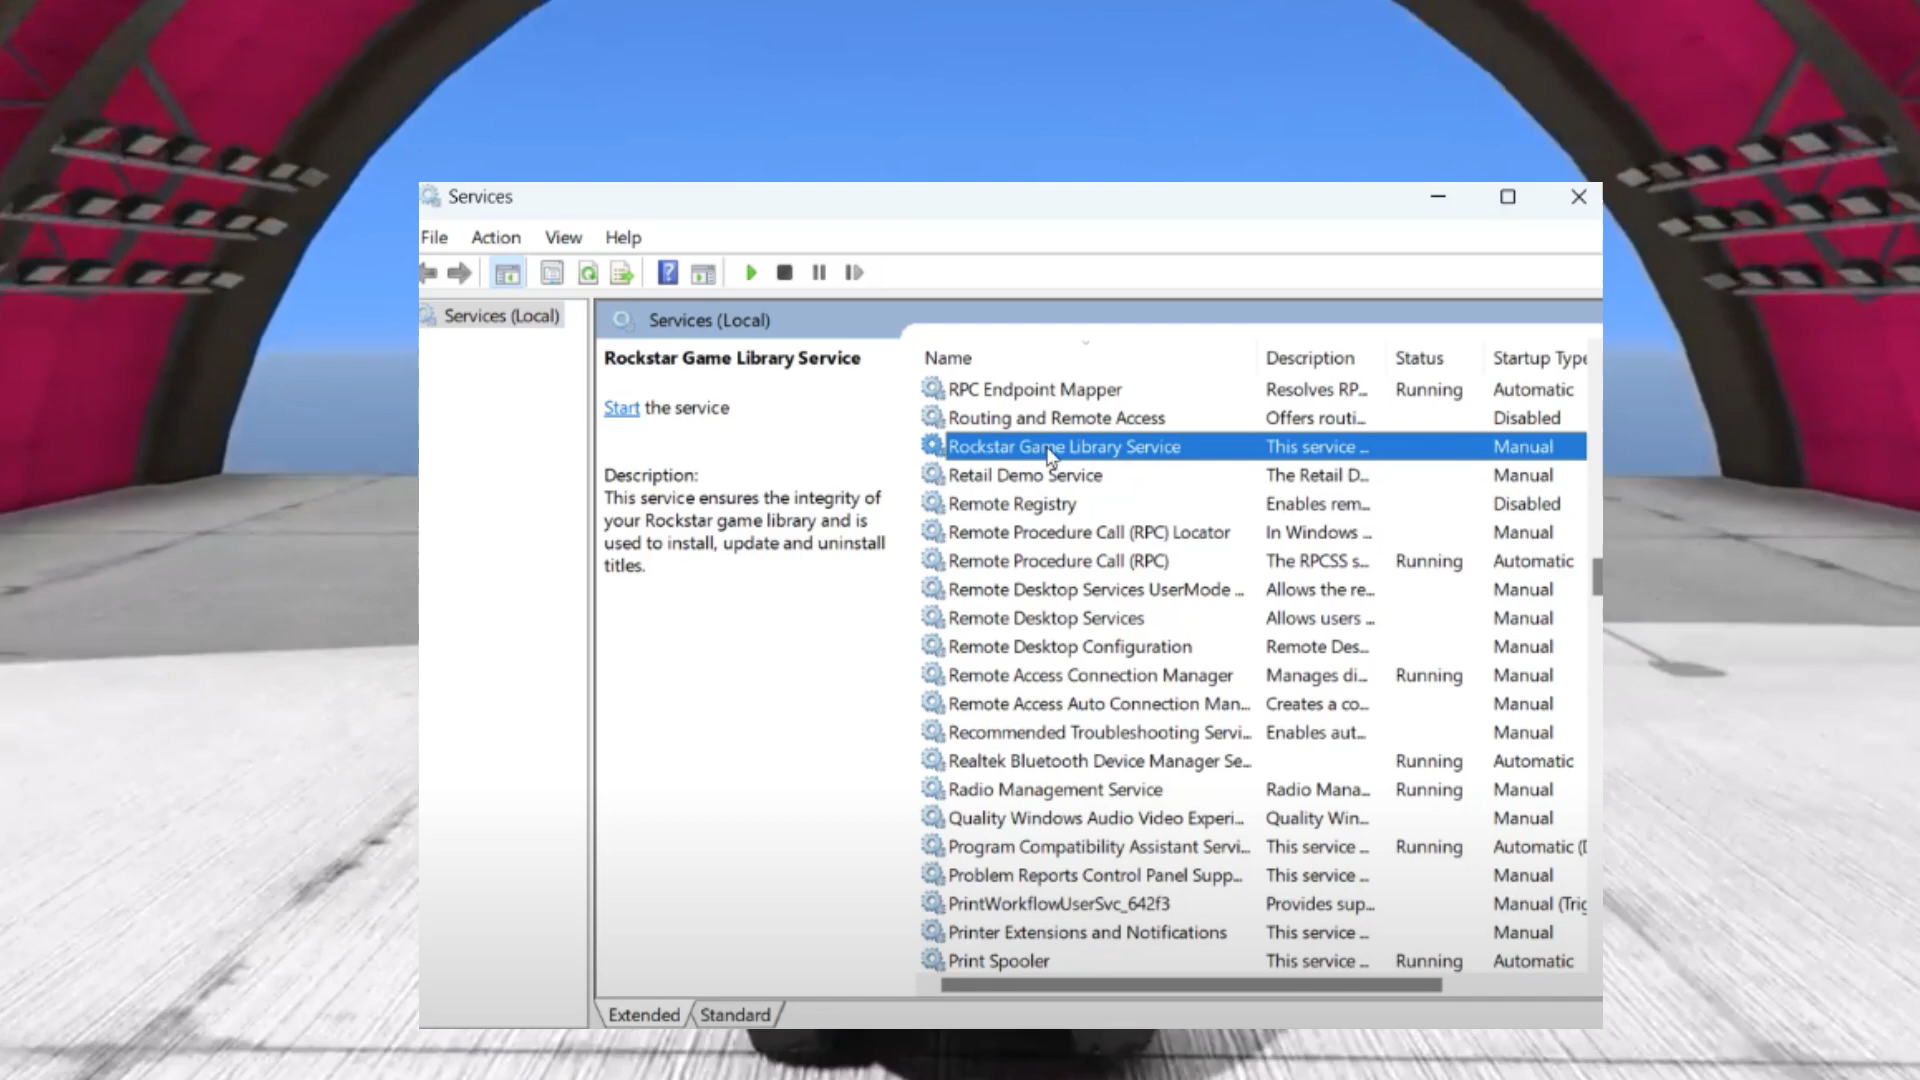 Services
File Action View Help
Services (Local)
Services (Local)
Rockstar Game Library Service
Start the service
Description:
This service ensures the integrity of
your Rockstar game library and is
used to install, update and uninstall
titles.
Name Description Status Startup Type
RPC Endpoint Mapper Resolves RP... Running Automatic
Routing and Remote Access Offers routi... Disabled
Rockstar Game Library Service This service ... Manual
Retail Demo Service The Retail D... Manual
Remote Registry Enables rem... Disabled
Remote Procedure Call (RPC) Locator In Windows ... Manual
Remote Procedure Call (RPC) The RPCSS s... Running Automatic
Remote Desktop Services UserMode ... Allows the re... Manual
Remote Desktop Services Allows users ... Manual
Remote Desktop Configuration Remote Des... Manual
Remote Access Connection Manager Manages di... Running Manual
Remote Access Auto Connection Man... Creates a co... Manual
Recommended Troubleshooting Servi... Enables aut... Manual
Realtek Bluetooth Device Manager Se... Running Automatic
Radio Management Service Radio Mana... Running Manual
Quality Windows Audio Video Experi... Quality Win... Manual
Program Compatibility Assistant Servi... This service ... Running Automatic (D
Problem Reports Control Panel Supp... This service ... Manual
PrintWorkflowUserSvc_642f3 Provides sup... Manual (Trig
Printer Extensions and Notifications This service ... Manual
Print Spooler This service ... Running Automatic
Extended Standard